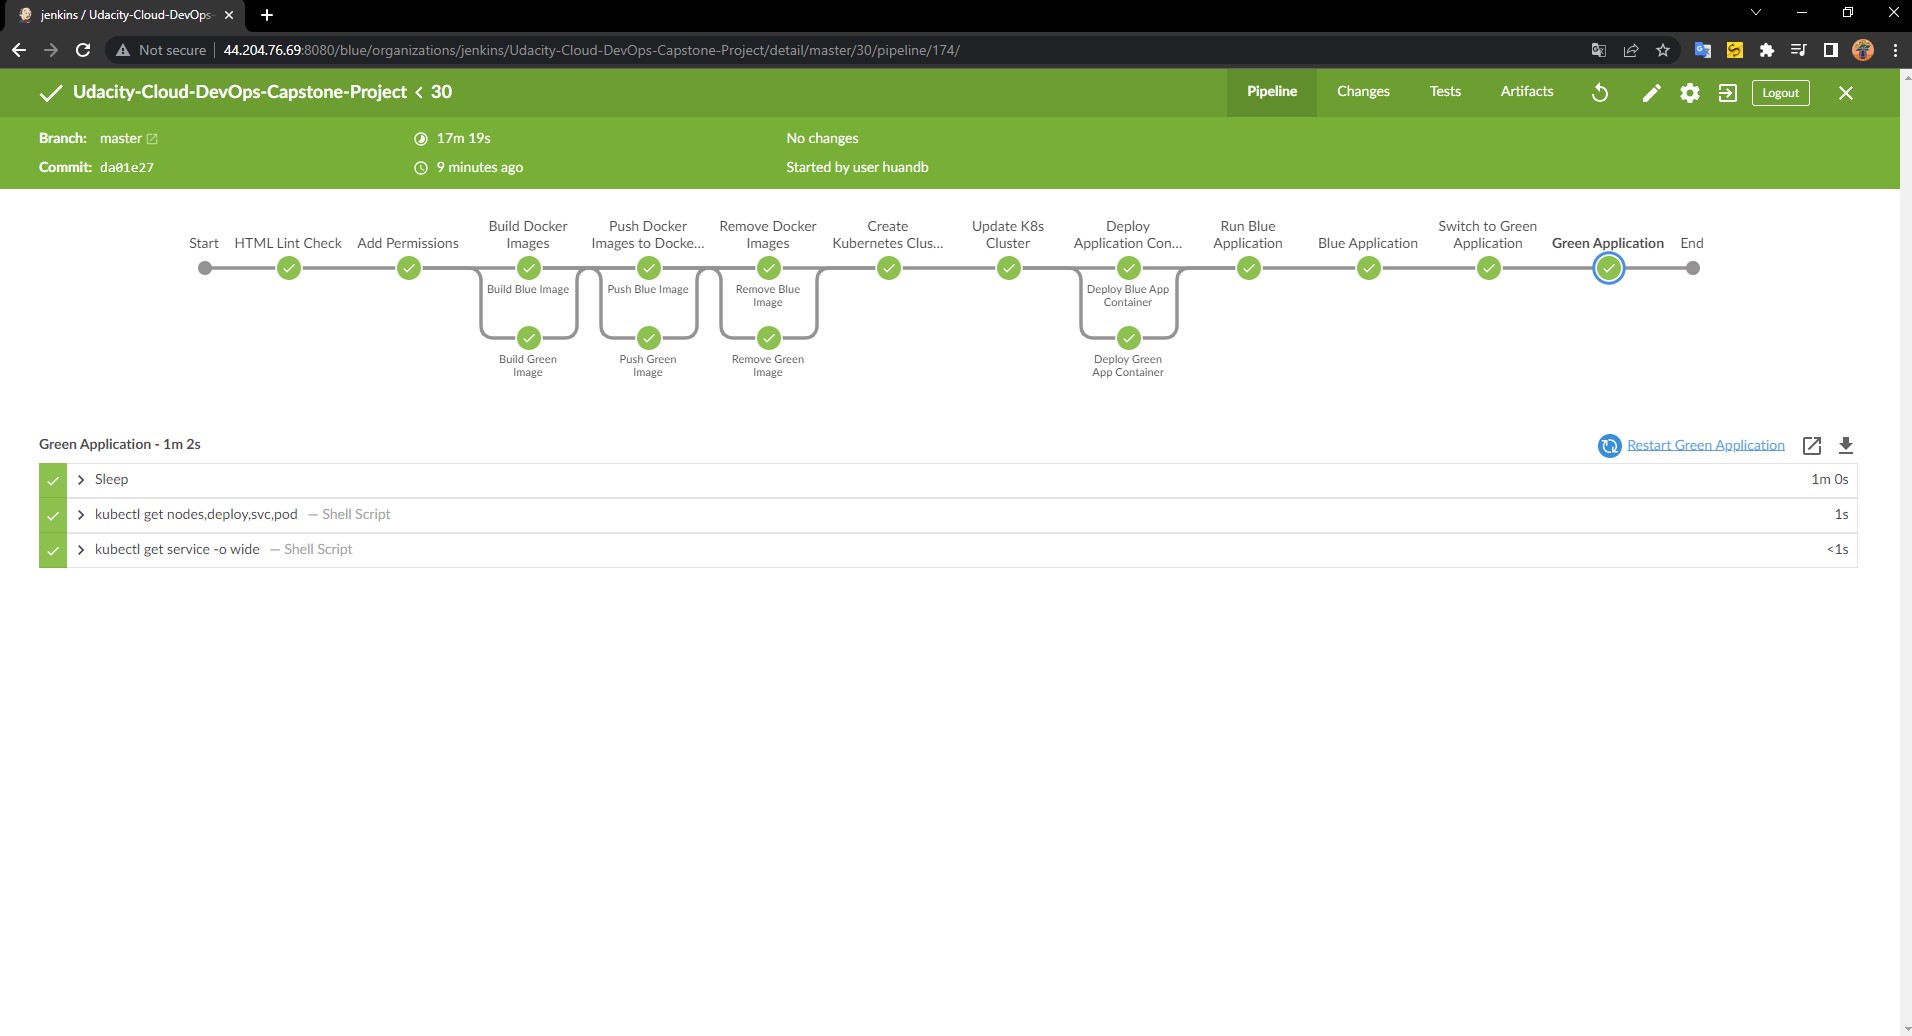 jenkins / Udacity-Cloud-DevOps-
Not secure 44.204.76.69:8080/blue/organizations/jenkins/Udacity-Cloud-DevOps-Capstone-Project/detail/master/30/pipeline/174/
Udacity-Cloud-DevOps-Capstone-Project < 30
Pipeline Changes Tests Artifacts Logout
Branch: master 17m 19s No changes
Commit: da01e27 9 minutes ago Started by user huandb
Start
HTML Lint Check
Add Permissions
Build Docker
Images
Push Docker
Images to Docke...
Remove Docker
Images
Create
Kubernetes Clus...
Update K8s
Cluster
Deploy
Application Con...
Run Blue
Application
Blue Application
Switch to Green
Application
Green Application
End
Build Blue Image
Push Blue Image
Remove Blue
Image
Deploy Blue App
Container
Build Green
Image
Push Green
Image
Remove Green
Image
Deploy Green
App Container
Green Application - 1m 2s
Restart Green Application
Sleep 1m 0s
kubectl get nodes,deploy,svc,pod — Shell Script 1s
kubectl get service -o wide — Shell Script <1s